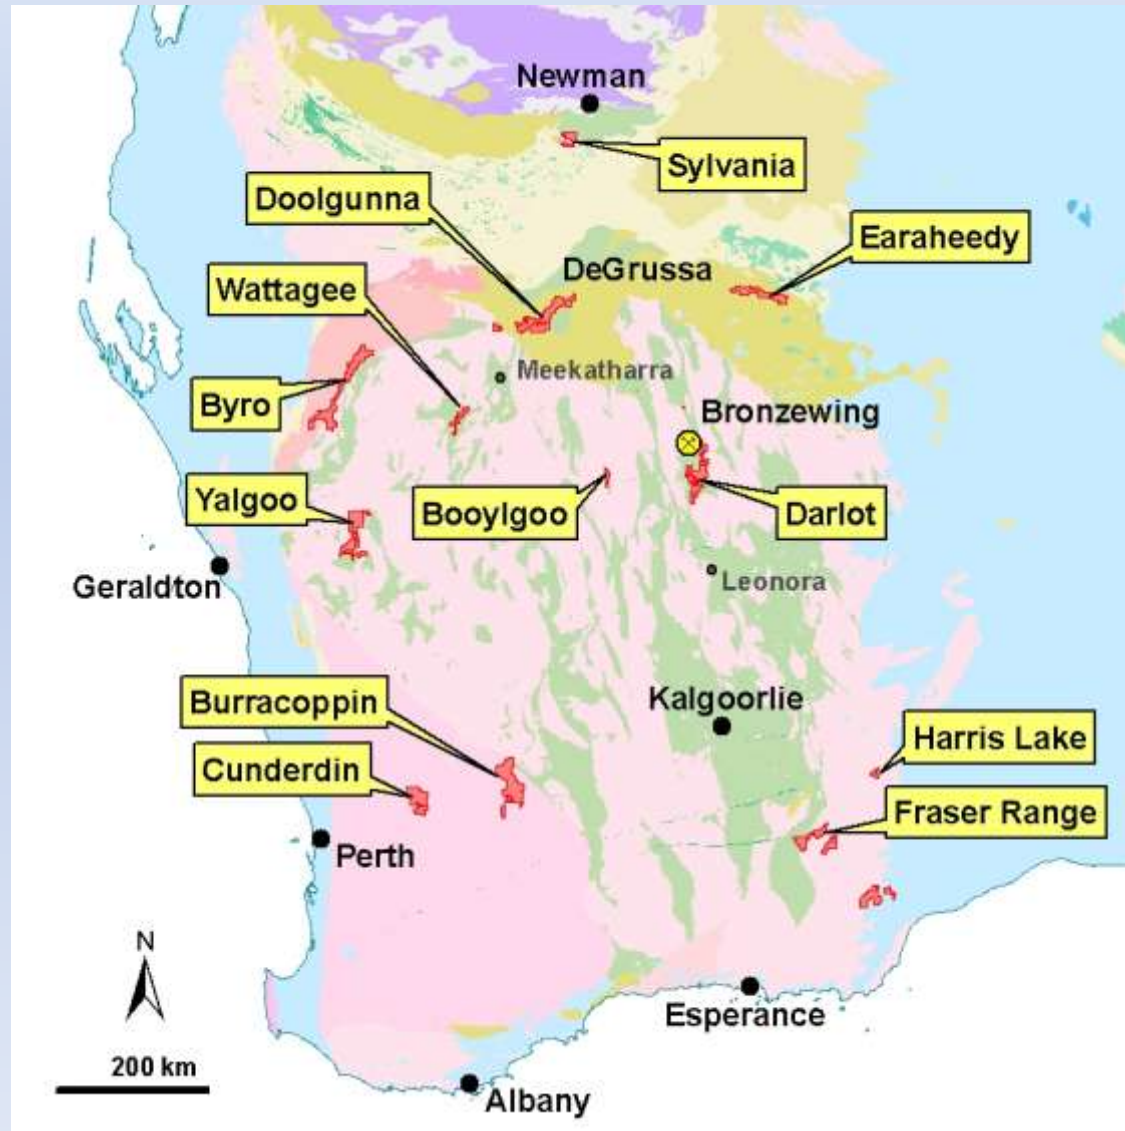 Newman
Sylvania
Doolgunna
Earaheedy
DeGrussa
Wattagee
Meekatharra
Byro
Bronzewing
Yalgoo
Booylgoo
Darlot
Geraldton
Leonora
Burracoppin
Kalgoorlie
Harris Lake
Cunderdin
Fraser Range
Perth
N
Esperance
200 km
Albany